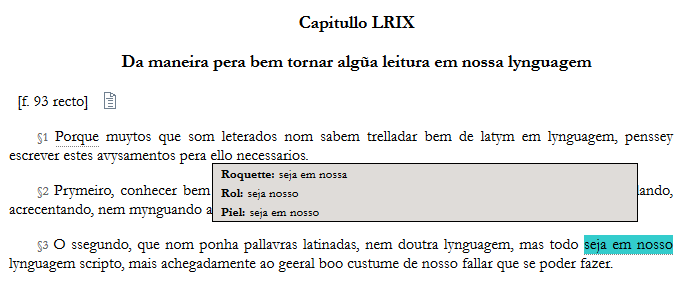 Capitullo LRIX
Da maneira pera bem tornar algũa leitura em nossa lynguagem
[f. 93 recto]
§1 Porque muytos que som leterados nom sabem trelladar bem de latym em lynguagem, penssey
escrever estes avysamentos pera ello necessarios.
Roquette: seja em nossa
§2 Prymeiro, conhecer bem
Rol: seja nosso
acrecentando, nem mynguando a
Piel: seja em nosso
§3 O ssegundo, que nom ponha pallavras latinadas, nem doutra lynguagem, mas todo seja em nosso
lynguagem scripto, mais achegadamente ao geeral boo custume de nosso fallar que se poder fazer.